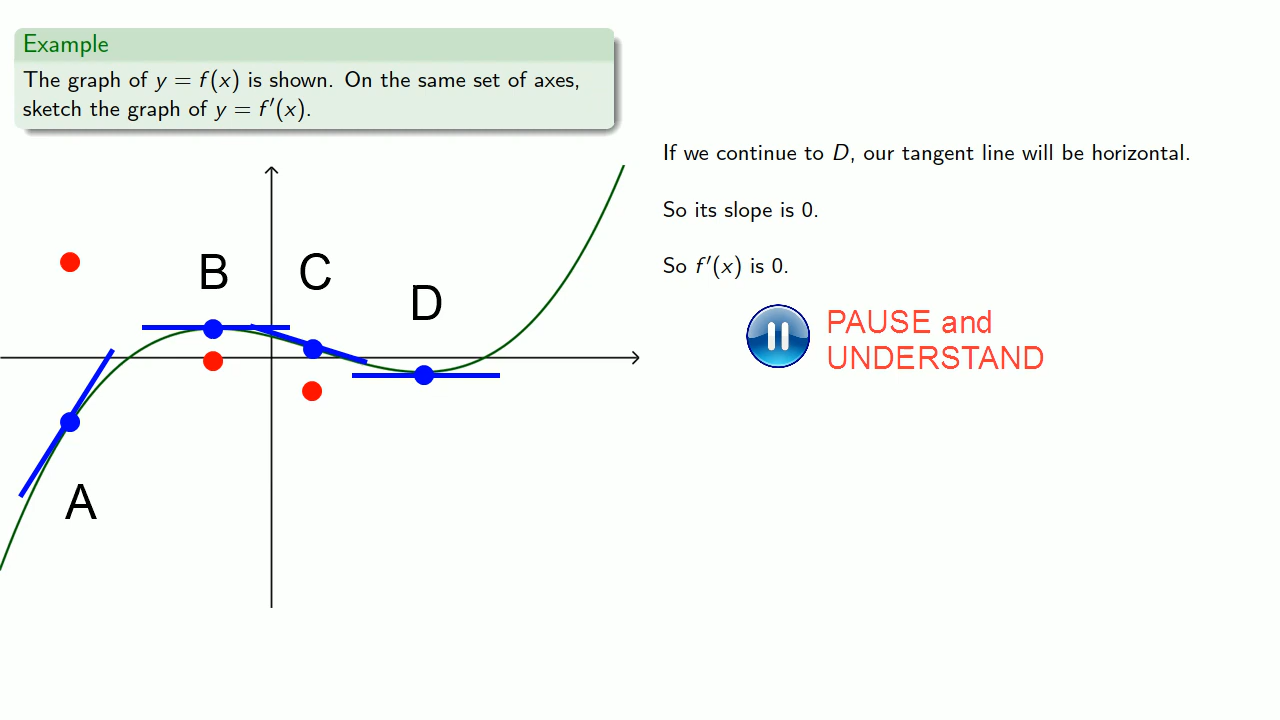 Example
The graph of y = f(x) is shown. On the same set of axes,
sketch the graph of y = f′(x).
If we continue to D, our tangent line will be horizontal.
So its slope is 0.
So f′(x) is 0.
PAUSE and
UNDERSTAND
B
C
D
A